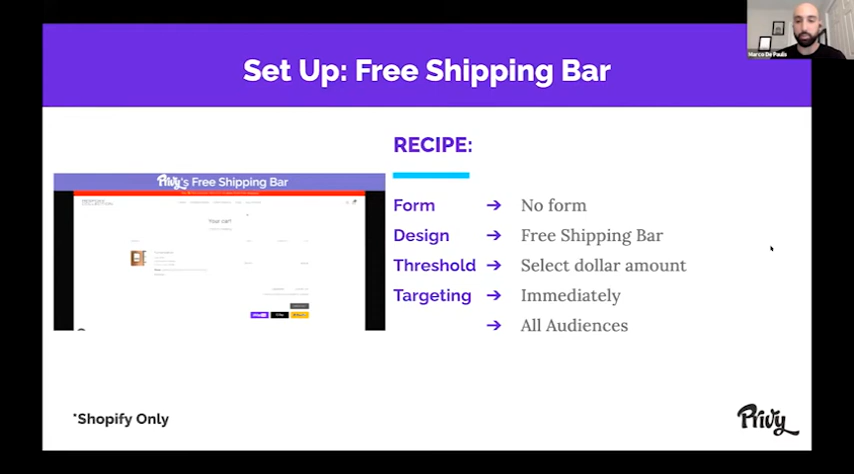 Marco De Paulis
Set Up: Free Shipping Bar
RECIPE:
Privy's Free Shipping Bar
Your cart
Form → No form
Design → Free Shipping Bar
Threshold → Select dollar amount
Targeting → Immediately
→ All Audiences
*Shopify Only
Privy